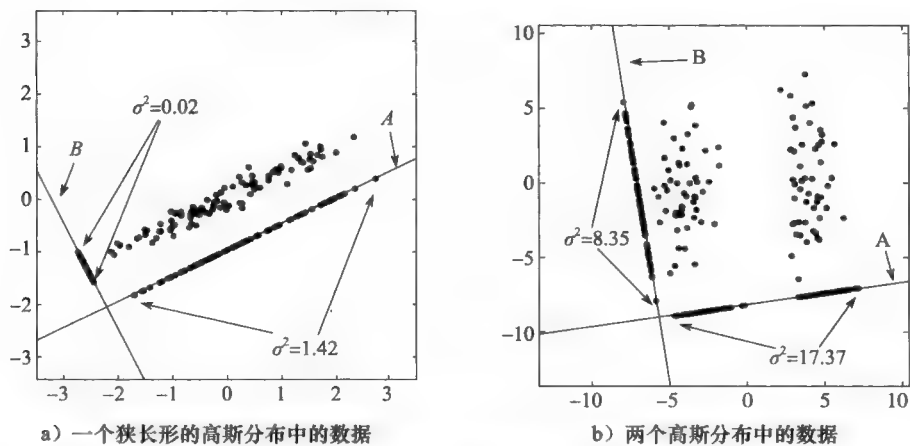 3
2
1
0
−1
−2
−3
−3 −2 −1 0 1 2 3
σ²=0.02
B
A
σ²=1.42
a）一个狭长形的高斯分布中的数据
10
5
0
−5
−10
−10 −5 0 5 10
B
σ²=8.35
A
σ²=17.37
b）两个高斯分布中的数据